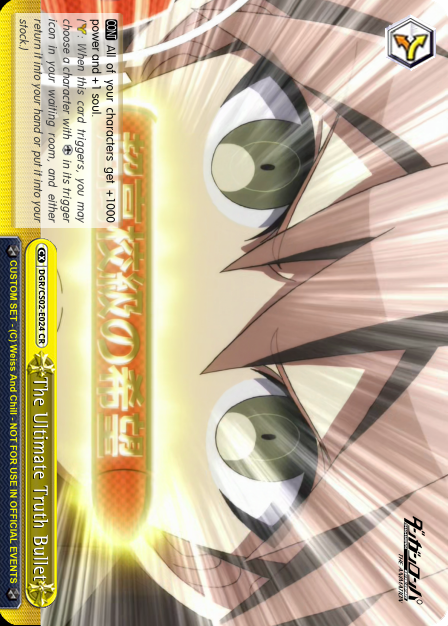 [CONT] All of your characters get +1000
power and +1 soul.
( : When this card triggers, you may
choose a character with in its trigger
icon in your waiting room, and either
return it into your hand or put it into your
stock.)
級の希望
ダンガンロンパ
THE ANIMATION
CX
DGR/CS02-E024 CR
The Ultimate Truth Bullet
CUSTOM SET - (C) Weiss And Chill - NOT FOR USE IN OFFICIAL EVENTS